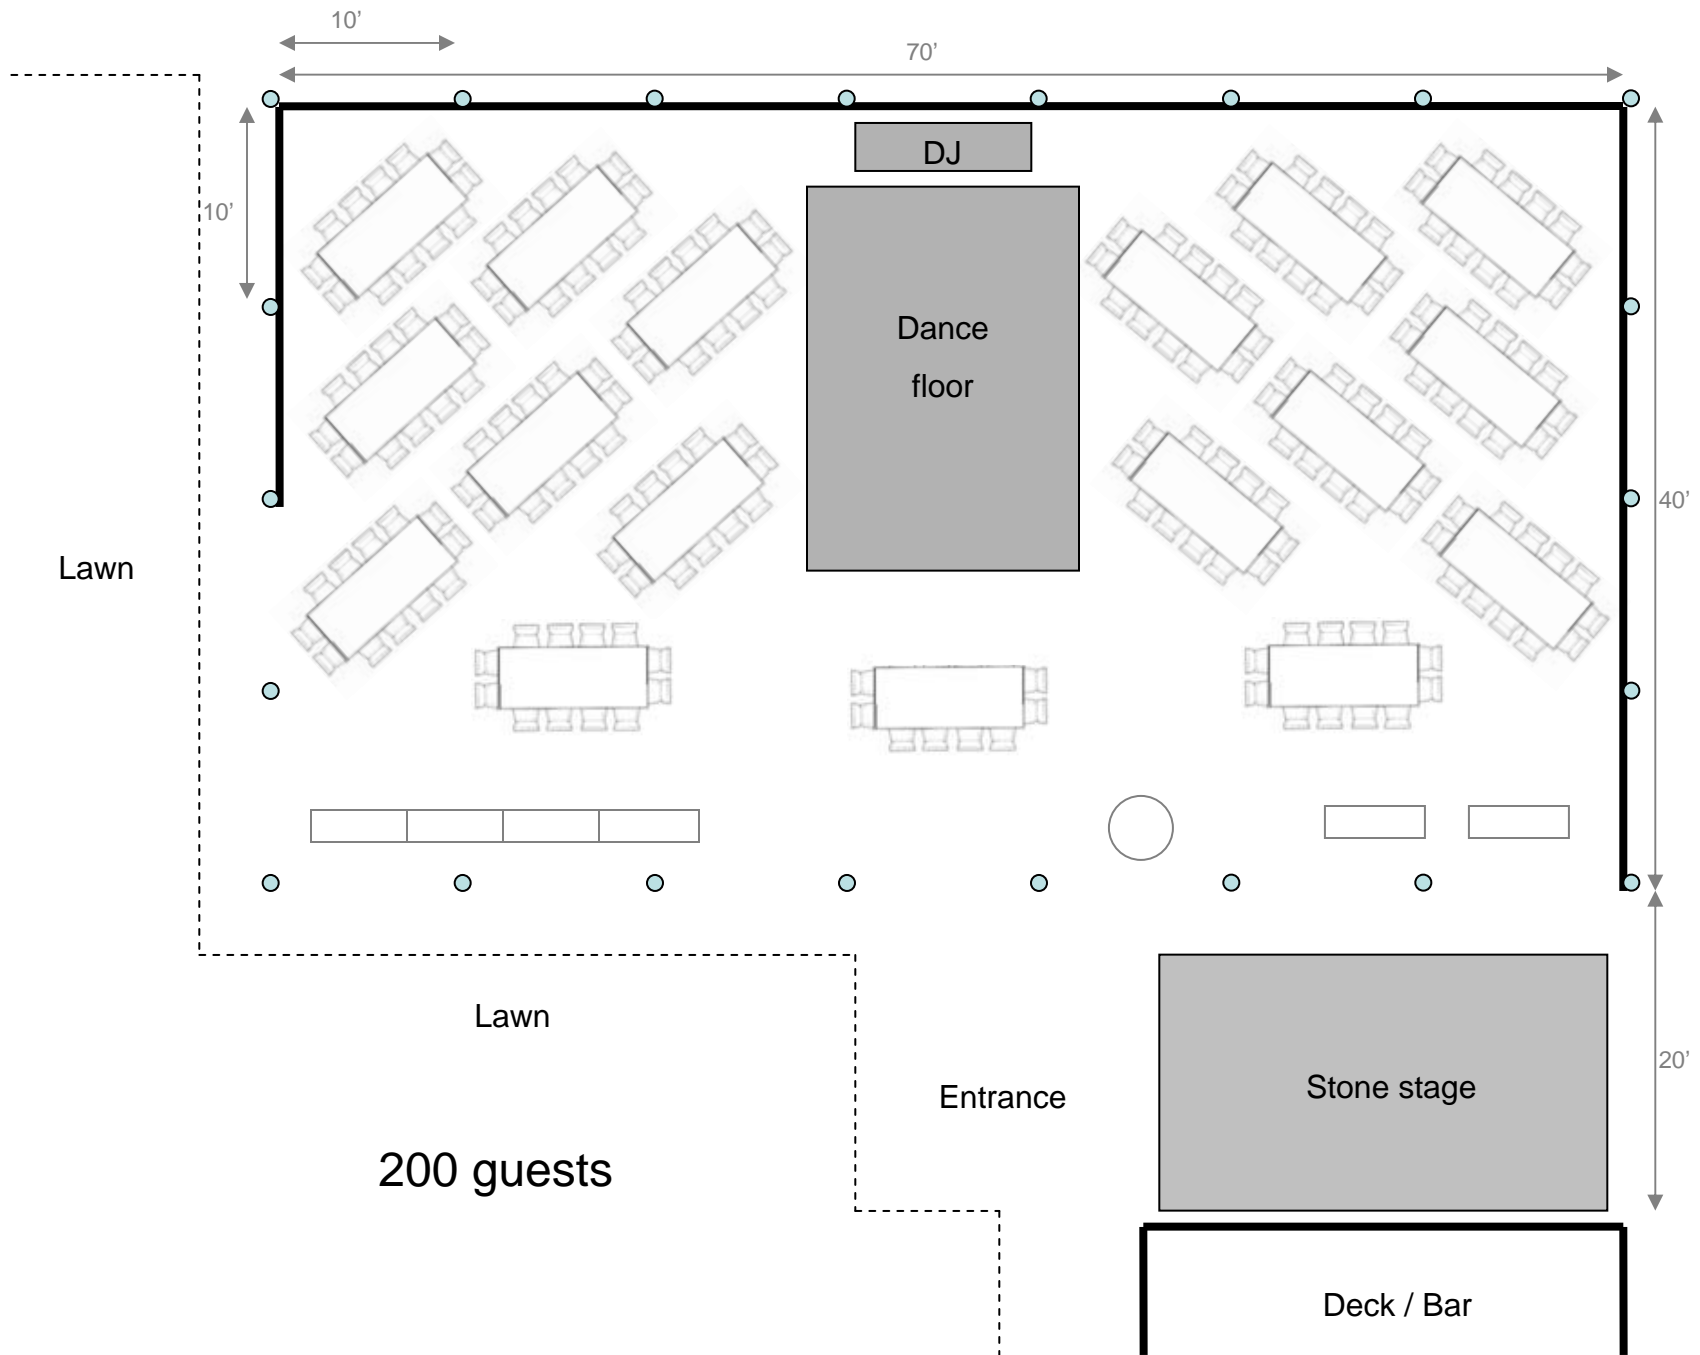 10’
70’
DJ
10’
Dance
floor
40’
Lawn
Lawn
Entrance
Stone stage
20’
200 guests
Deck / Bar